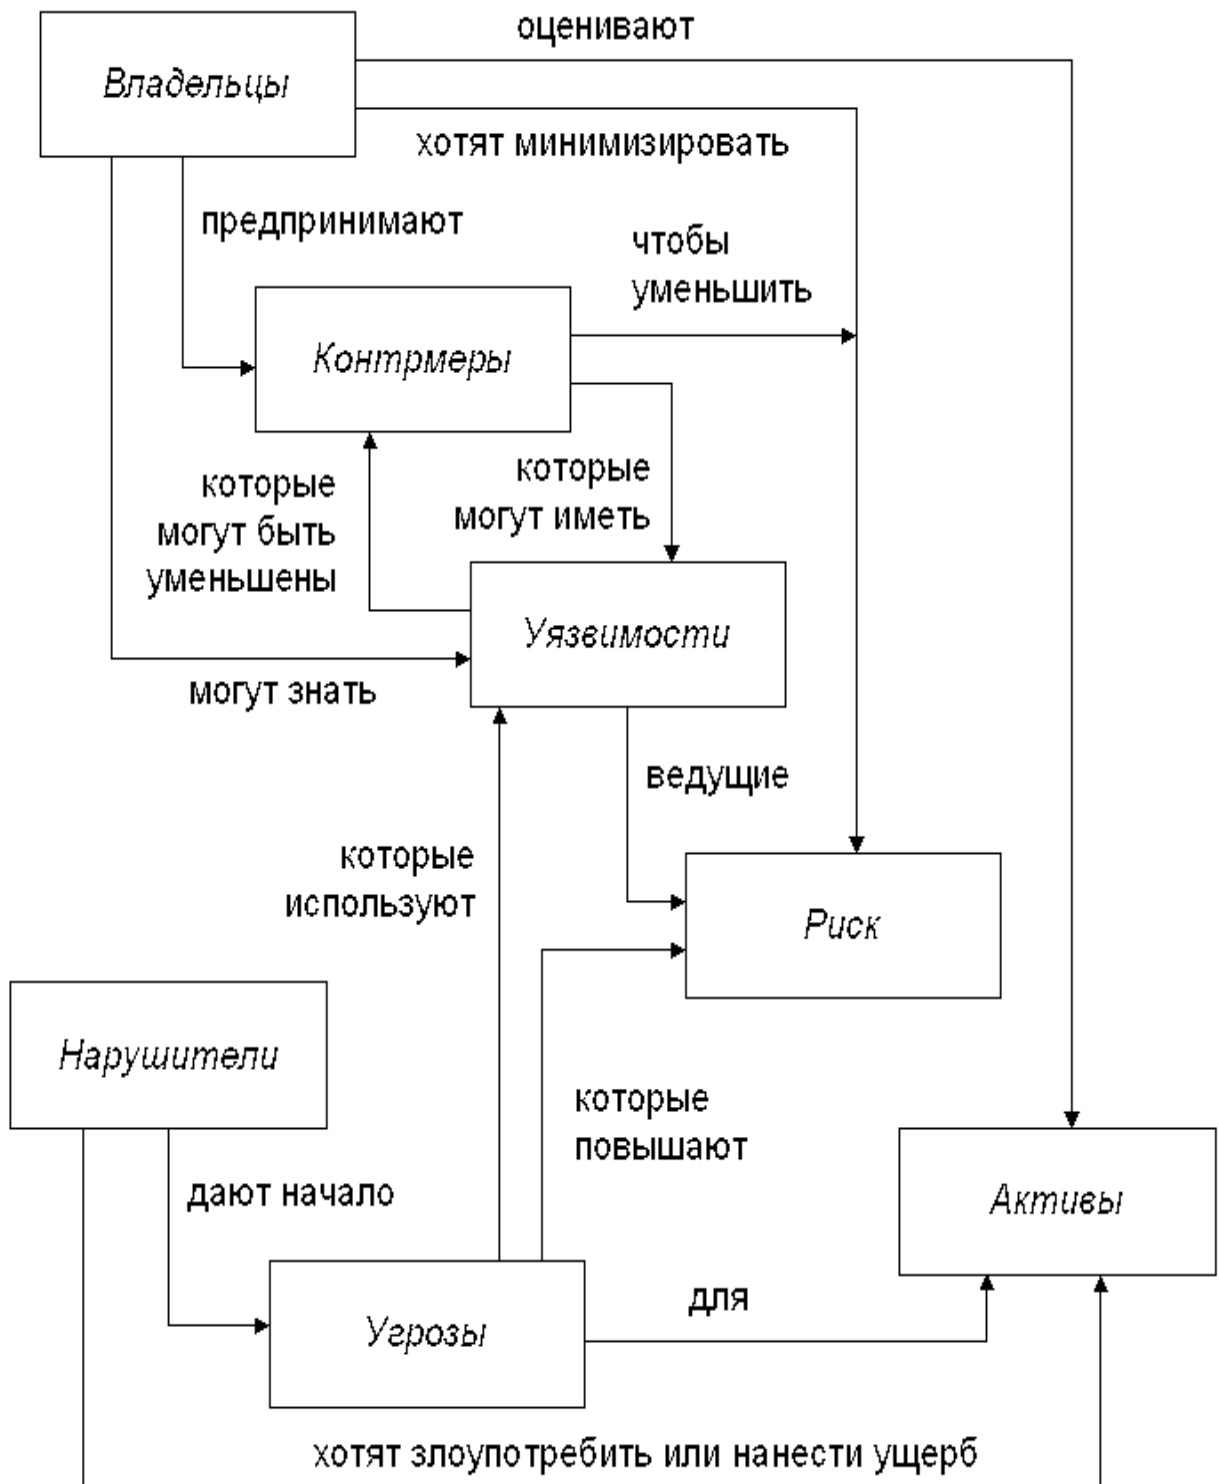 оценивают
Владельцы
хотят минимизировать
предпринимают
чтобы
уменьшить
Контрмеры
которые
могут быть
уменьшены
которые
могут иметь
Уязвимости
могут знать
ведущие
которые
используют
Риск
Нарушители
которые
повышают
дают начало
Активы
для
Угрозы
хотят злоупотребить или нанести ущерб